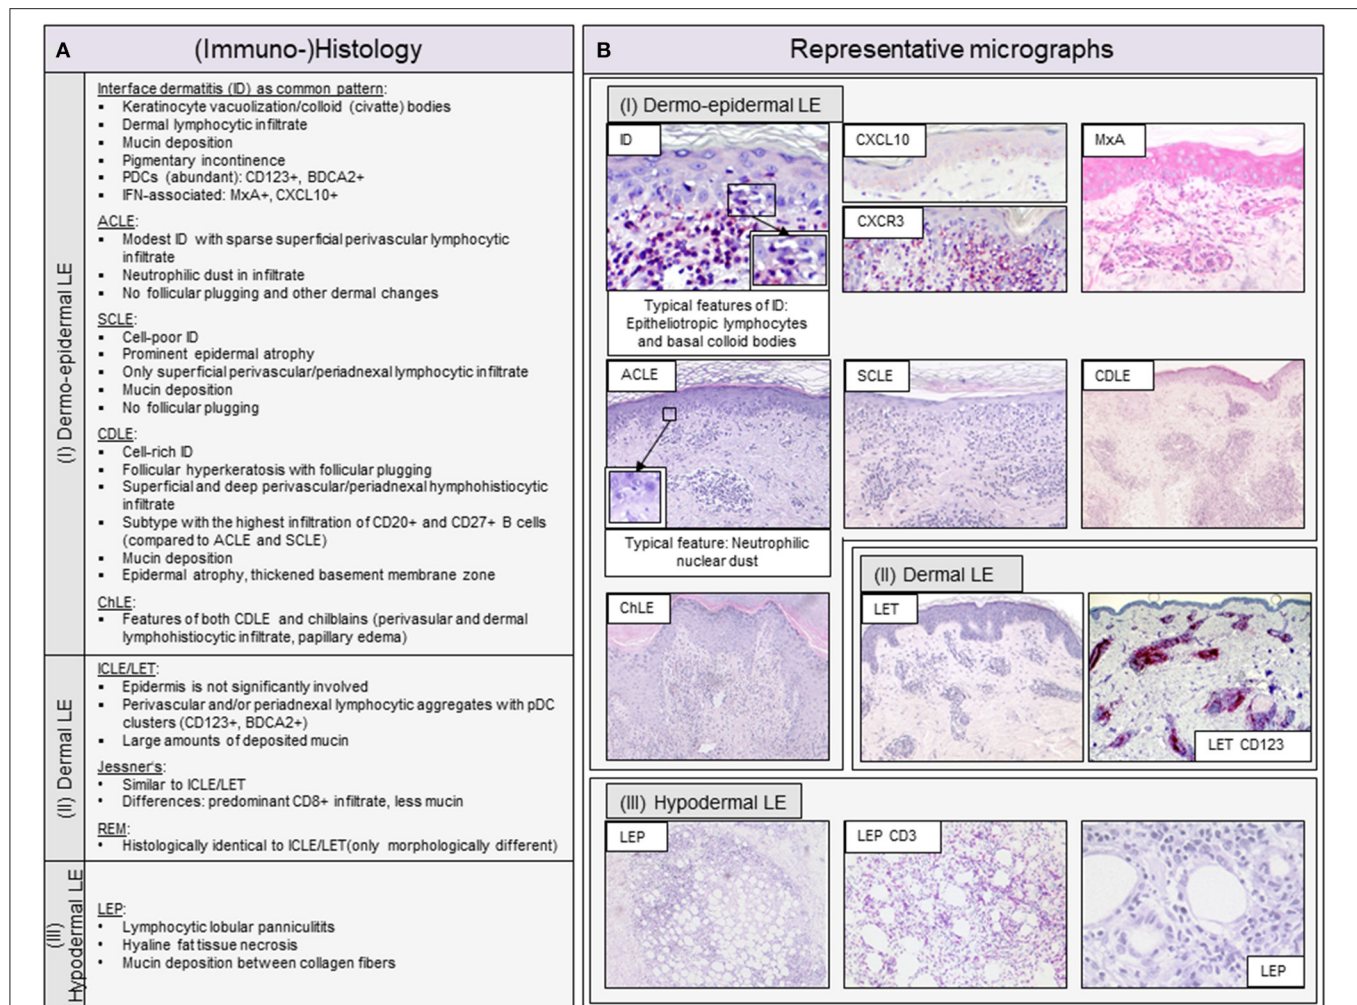 A
(Immuno-)Histology
(I) Dermo-epidermal LE
Interface dermatitis (ID) as common pattern:
▪ Keratinocyte vacuolization/colloid (civatte) bodies
▪ Dermal lymphocytic infiltrate
▪ Mucin deposition
▪ Pigmentary incontinence
▪ PDCs (abundant): CD123+, BDCA2+
▪ IFN-associated: MxA+, CXCL10+
ACLE:
▪ Modest ID with sparse superficial perivascular lymphocytic
infiltrate
▪ Neutrophilic dust in infiltrate
▪ No follicular plugging and other dermal changes
SCLE:
▪ Cell-poor ID
▪ Prominent epidermal atrophy
▪ Only superficial perivascular/periadnexal lymphocytic infiltrate
▪ Mucin deposition
▪ No follicular plugging
CDLE:
▪ Cell-rich ID
▪ Follicular hyperkeratosis with follicular plugging
▪ Superficial and deep perivascular/periadnexal hymphohistiocytic
infiltrate
▪ Subtype with the highest infiltration of CD20+ and CD27+ B cells
(compared to ACLE and SCLE)
▪ Mucin deposition
▪ Epidermal atrophy, thickened basement membrane zone
ChLE:
▪ Features of both CDLE and chilblains (perivasular and dermal
lymphohistiocytic infiltrate, papillary edema)
(II) Dermal LE
ICLE/LET:
▪ Epidermis is not significantly involved
▪ Perivascular and/or periadnexal lymphocytic aggregates with pDC
clusters (CD123+, BDCA2+)
▪ Large amounts of deposited mucin
Jessner's:
• Similar to ICLE/LET
• Differences: predominant CD8+ infiltrate, less mucin
REM:
• Histologically identical to ICLE/LET(only morphologically different)
(III)
Hypodermal LE
LEP:
▪ Lymphocytic lobular panniculitits
▪ Hyaline fat tissue necrosis
▪ Mucin deposition between collagen fibers
B
Representative micrographs
(I) Dermo-epidermal LE
ID
CXCL10
MxA
CXCR3
Typical features of ID:
Epitheliotropic lymphocytes
and basal colloid bodies
ACLE
SCLE
CDLE
Typical feature: Neutrophilic
nuclear dust
ChLE
(II) Dermal LE
LET
LET CD123
(III) Hypodermal LE
LEP
LEP CD3
LEP